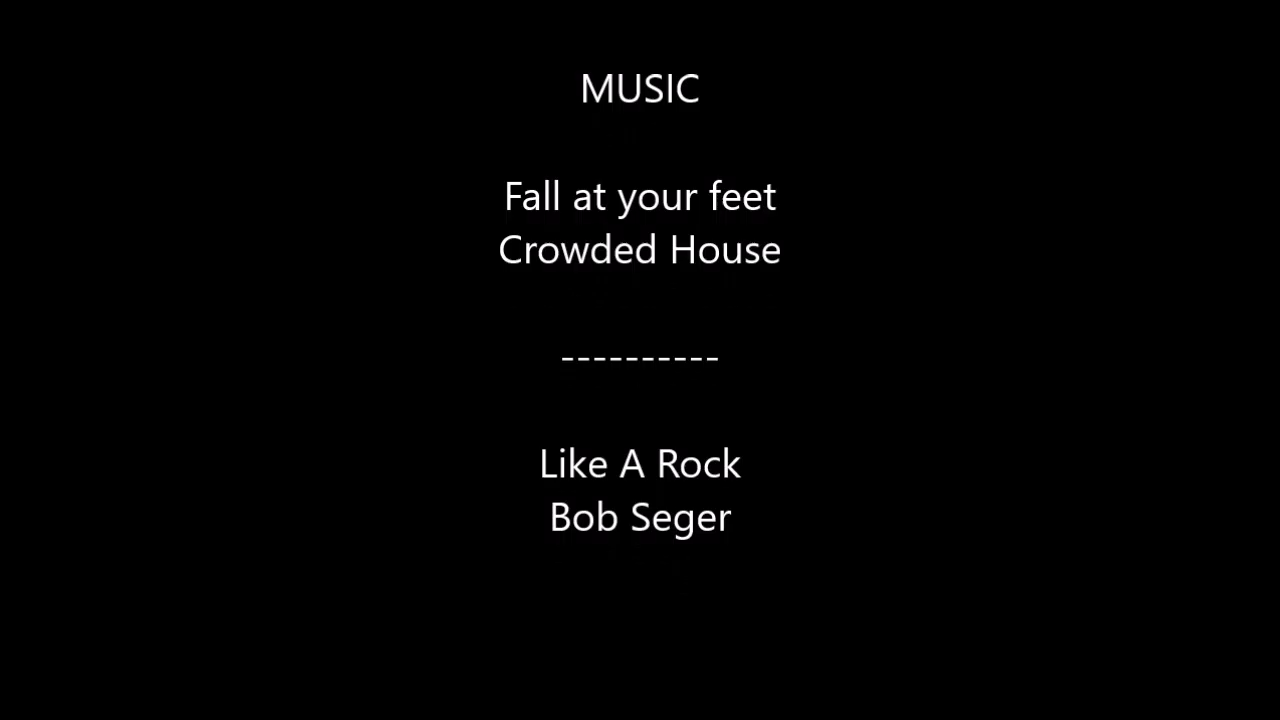 MUSIC
Fall at your feet
Crowded House
----------
Like A Rock
Bob Seger